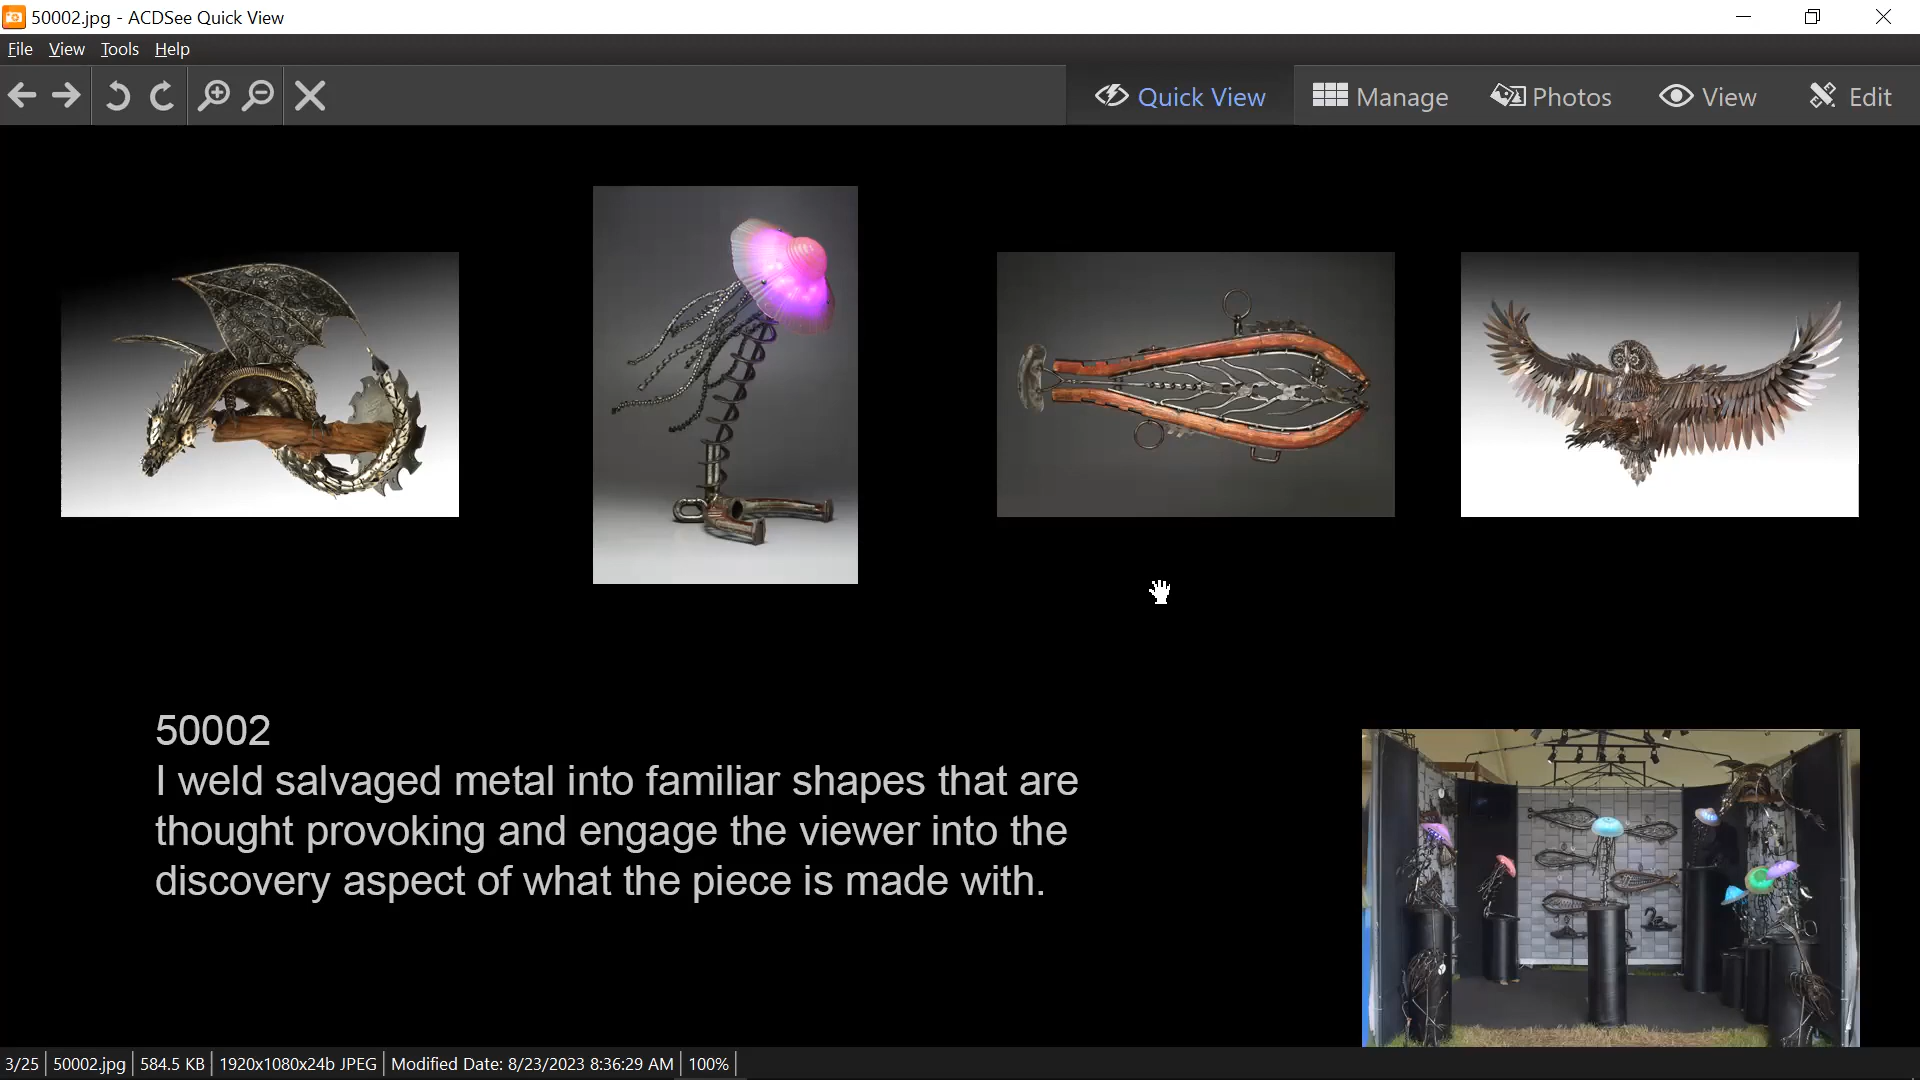 50002.jpg - ACDSee Quick View
File View Tools Help
Quick View Manage Photos View Edit
50002
I weld salvaged metal into familiar shapes that are
thought provoking and engage the viewer into the
discovery aspect of what the piece is made with.
3/25 50002.jpg 584.5 KB 1920x1080x24b JPEG Modified Date: 8/23/2023 8:36:29 AM 100%